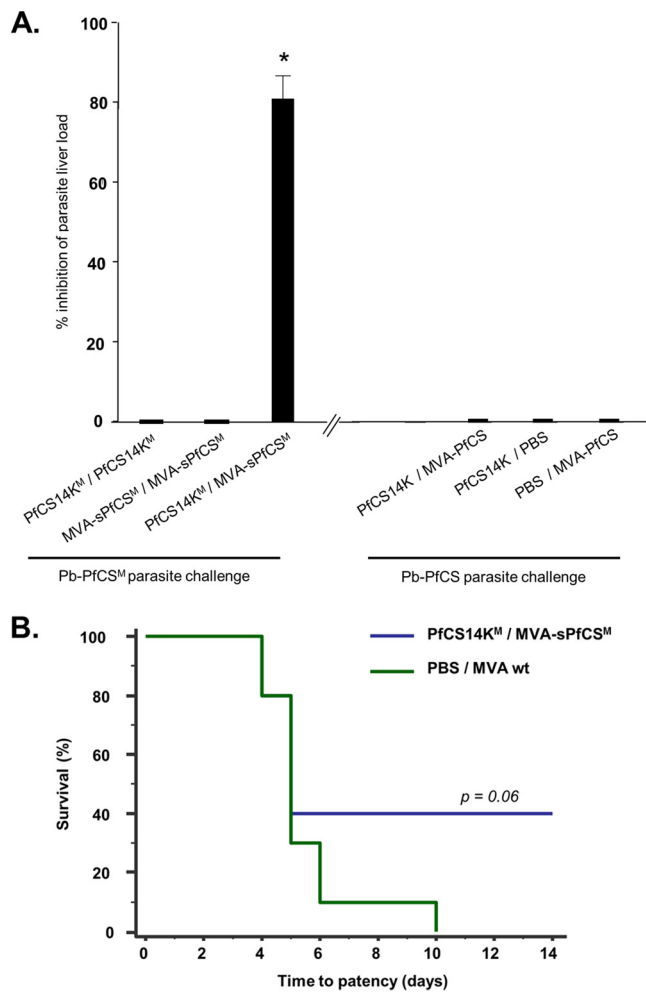 A.
100
80
60
40
20
0
% inhibition of parasite liver load
*
PfCS14Kᴹ / PfCS14Kᴹ
MVA-sPfCSᴹ / MVA-sPfCSᴹ
PfCS14Kᴹ / MVA-sPfCSᴹ
PfCS14K / MVA-PfCS
PfCS14K / PBS
PBS / MVA-PfCS
Pb-PfCSᴹ parasite challenge
Pb-PfCS parasite challenge
B.
PfCS14Kᴹ / MVA-sPfCSᴹ
PBS / MVA wt
100
80
60
40
20
0
Survival (%)
p = 0.06
0 2 4 6 8 10 12 14
Time to patency (days)